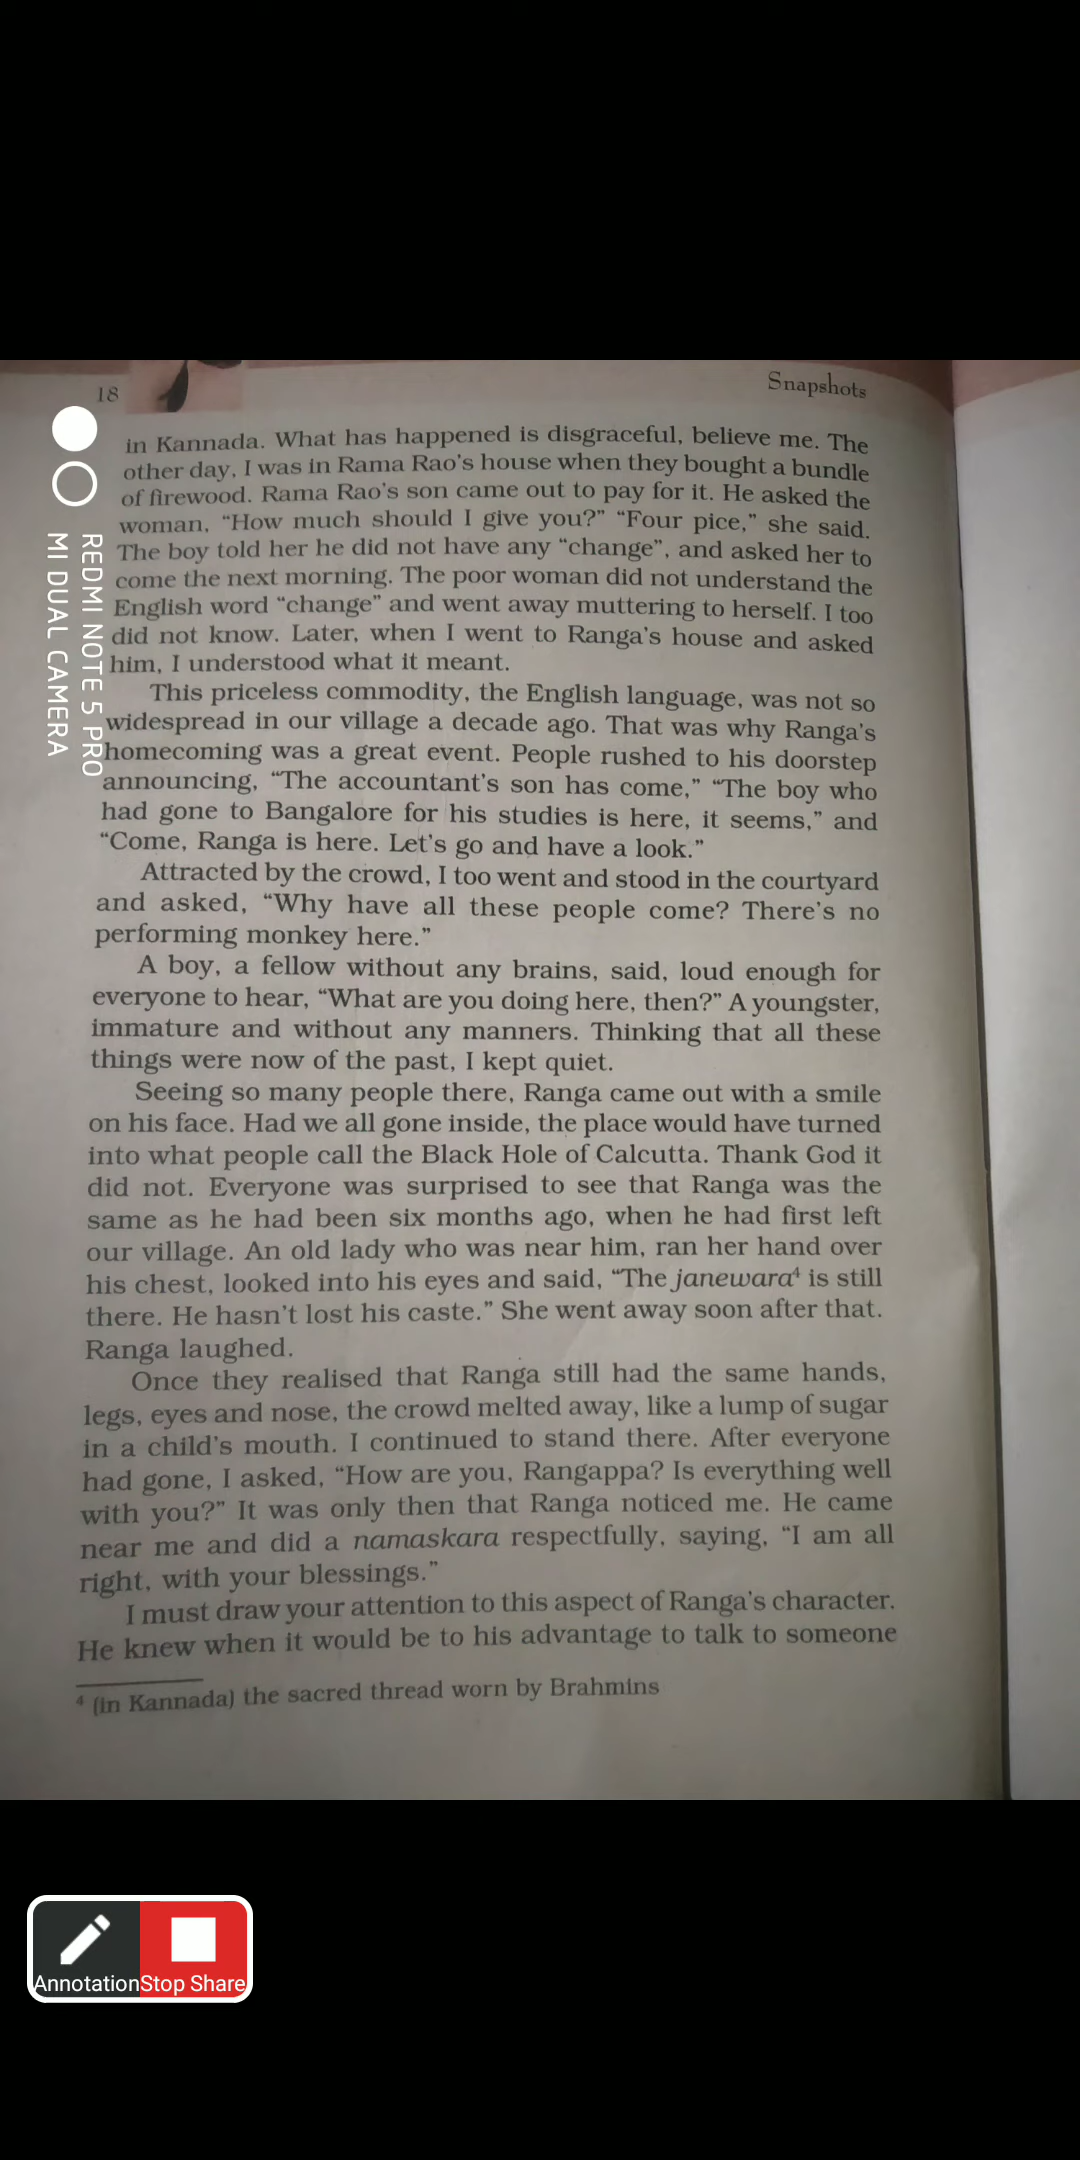 18
Snapshots
in Kannada. What has happened is disgraceful, believe me. The
other day, I was in Rama Rao's house when they bought a bundle
of firewood. Rama Rao's son came out to pay for it. He asked the
woman, “How much should I give you?” “Four pice,” she said.
The boy told her he did not have any “change”, and asked her to
come the next morning. The poor woman did not understand the
English word “change” and went away muttering to herself. I too
did not know. Later, when I went to Ranga's house and asked
him, I understood what it meant.
This priceless commodity, the English language, was not so
widespread in our village a decade ago. That was why Ranga's
homecoming was a great event. People rushed to his doorstep
announcing, “The accountant's son has come,” “The boy who
had gone to Bangalore for his studies is here, it seems,” and
“Come, Ranga is here. Let's go and have a look.”
Attracted by the crowd, I too went and stood in the courtyard
and asked, “Why have all these people come? There's no
performing monkey here.”
A boy, a fellow without any brains, said, loud enough for
everyone to hear, “What are you doing here, then?” A youngster,
immature and without any manners. Thinking that all these
things were now of the past, I kept quiet.
Seeing so many people there, Ranga came out with a smile
on his face. Had we all gone inside, the place would have turned
into what people call the Black Hole of Calcutta. Thank God it
did not. Everyone was surprised to see that Ranga was the
same as he had been six months ago, when he had first left
our village. An old lady who was near him, ran her hand over
his chest, looked into his eyes and said, “The janewara⁴ is still
there. He hasn't lost his caste.” She went away soon after that.
Ranga laughed.
Once they realised that Ranga still had the same hands,
legs, eyes and nose, the crowd melted away, like a lump of sugar
in a child's mouth. I continued to stand there. After everyone
had gone, I asked, “How are you, Rangappa? Is everything well
with you?” It was only then that Ranga noticed me. He came
near me and did a namaskara respectfully, saying, “I am all
right, with your blessings.”
I must draw your attention to this aspect of Ranga's character.
He knew when it would be to his advantage to talk to someone
⁴ (in Kannada) the sacred thread worn by Brahmins
REDMI NOTE 5 PRO
MI DUAL CAMERA
Annotation
Stop Share